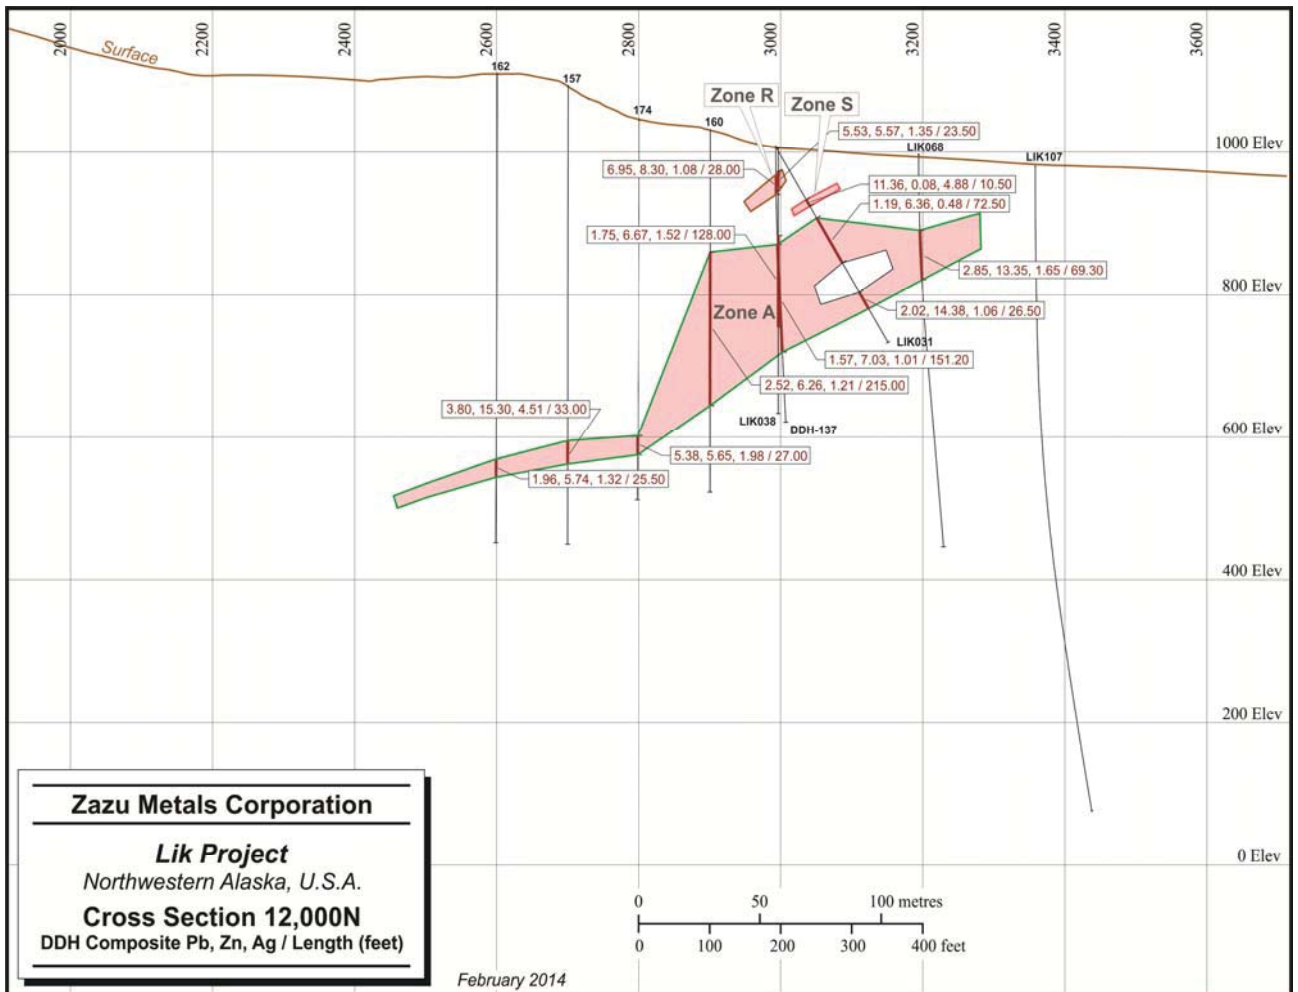 2000
2200
2400
2600
2800
3000
3200
3400
3600
Surface
162
157
174
160
Zone R
Zone S
5.53, 5.57, 1.35 / 23.50
1000 Elev
LIK068
LIK107
6.95, 8.30, 1.08 / 28.00
11.36, 0.08, 4.88 / 10.50
1.19, 6.36, 0.48 / 72.50
1.75, 6.67, 1.52 / 128.00
2.85, 13.35, 1.65 / 69.30
800 Elev
Zone A
2.02, 14.38, 1.06 / 26.50
LIK031
1.57, 7.03, 1.01 / 151.20
2.52, 6.26, 1.21 / 215.00
3.80, 15.30, 4.51 / 33.00
LIK038
DDH-137
600 Elev
5.38, 5.65, 1.98 / 27.00
1.96, 5.74, 1.32 / 25.50
400 Elev
200 Elev
0 Elev
Zazu Metals Corporation
Lik Project
Northwestern Alaska, U.S.A.
Cross Section 12,000N
DDH Composite Pb, Zn, Ag / Length (feet)
0 50 100 metres
0 100 200 300 400 feet
February 2014